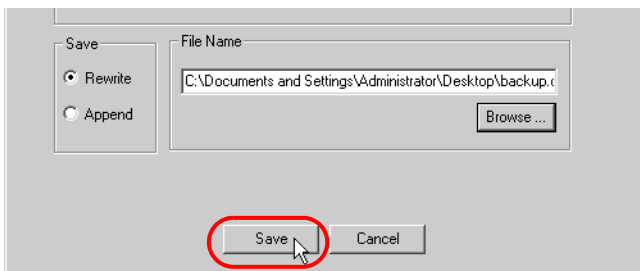 Save
File Name
Rewrite
C:\Documents and Settings\Administrator\Desktop\backup.
Append
Browse ...
Save
Cancel